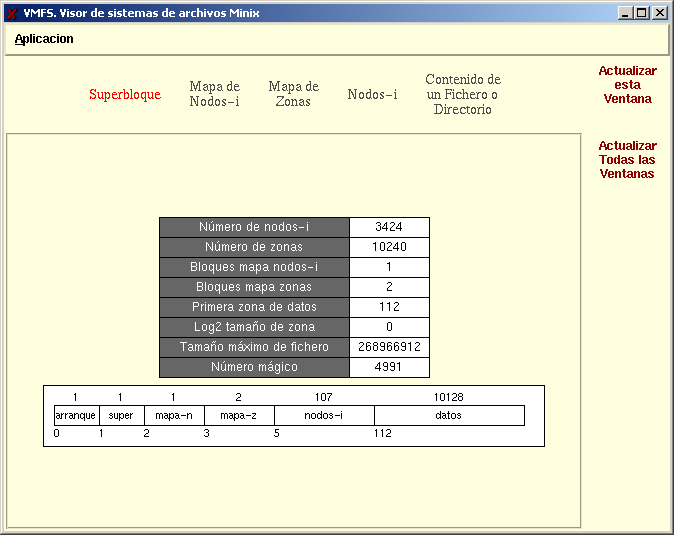 VMFS. Visor de sistemas de archivos Minix
Aplicacion
Superbloque
Mapa de
Nodos-i
Mapa de
Zonas
Nodos-i
Contenido de
un Fichero o
Directorio
Actualizar
esta
Ventana
Actualizar
Todas las
Ventanas
Número de nodos-i 3424
Número de zonas 10240
Bloques mapa nodos-i 1
Bloques mapa zonas 2
Primera zona de datos 112
Log2 tamaño de zona 0
Tamaño máximo de fichero 268966912
Número mágico 4991
1 1 1 2 107 10128
arranque super mapa-n mapa-z nodos-i datos
0 1 2 3 5 112